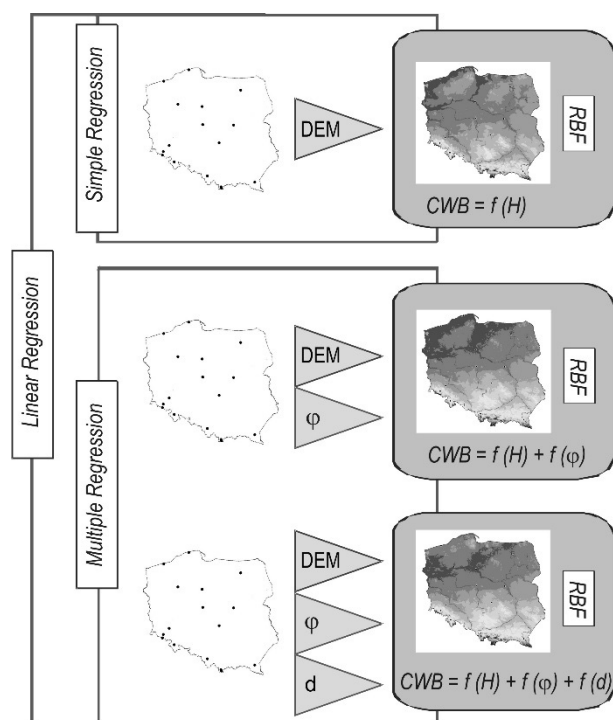 Linear Regression
Simple Regression
DEM
RBF
CWB = f (H)
Multiple Regression
DEM
φ
RBF
CWB = f (H) + f (φ)
DEM
φ
d
RBF
CWB = f (H) + f (φ) + f (d)